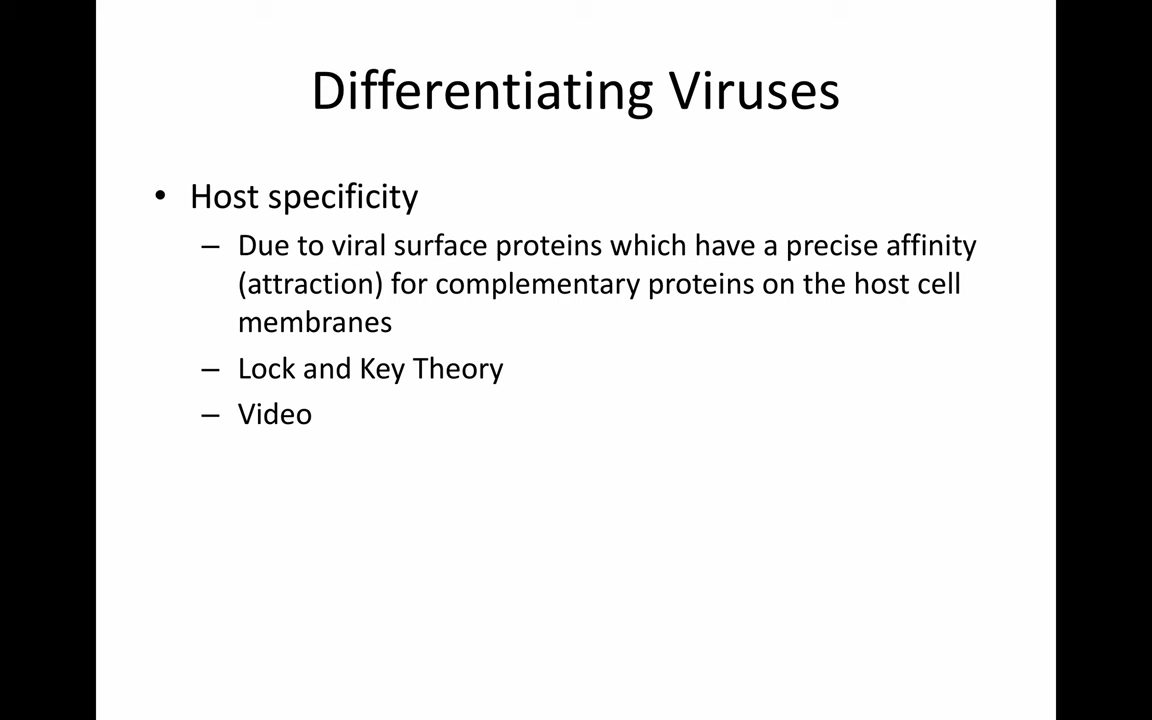 Differentiating Viruses
• Host specificity
– Due to viral surface proteins which have a precise affinity
(attraction) for complementary proteins on the host cell
membranes
– Lock and Key Theory
– Video